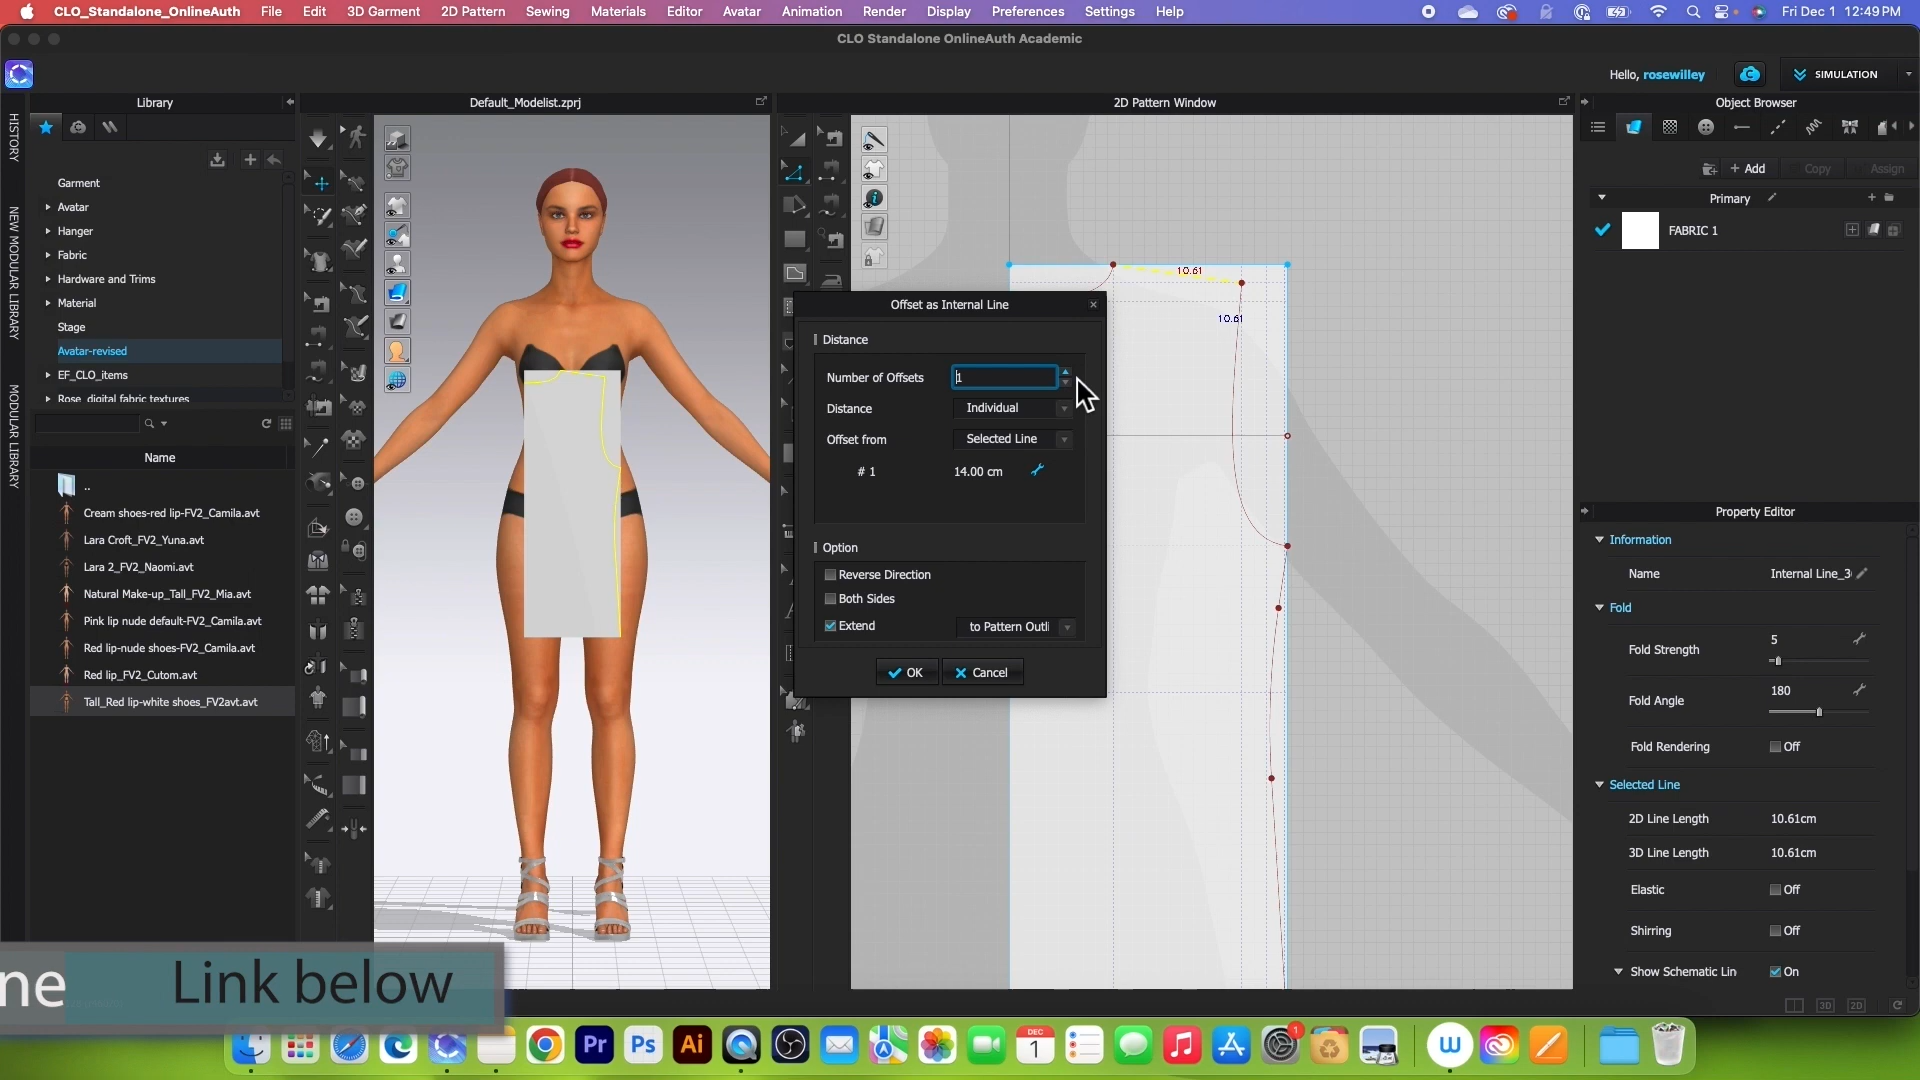 CLO_Standalone_OnlineAuth File Edit 3D Garment 2D Pattern Sewing Materials Editor Avatar Animation Render Display Preferences Settings Help Fri Dec 1 12:49 PM
CLO Standalone OnlineAuth Academic
Hello, rosewilley
SIMULATION
HISTORY
NEW MODULAR LIBRARY
MODULAR LIBRARY
Library
Garment
Avatar
Hanger
Fabric
Hardware and Trims
Material
Stage
Avatar-revised
EF_CLO_items
Rose digital fabric textures
Name
..
Cream shoes-red lip-FV2_Camila.avt
Lara Croft_FV2_Yuna.avt
Lara 2_FV2_Naomi.avt
Natural Make-up_Tall_FV2_Mia.avt
Pink lip nude default-FV2_Camila.avt
Red lip-nude shoes-FV2_Camila.avt
Red lip_FV2_Cutom.avt
Tall_Red lip-white shoes_FV2avt.avt
Default_Modelist.zprj
2D Pattern Window
10.61
10.61
Offset as Internal Line
Distance
Number of Offsets 1
Distance Individual
Offset from Selected Line
# 1 14.00 cm
Option
Reverse Direction
Both Sides
Extend to Pattern Outli
OK Cancel
Object Browser
+ Add Copy Assign
Primary
FABRIC 1
Property Editor
Information
Name Internal Line_3
Fold
Fold Strength 5
Fold Angle 180
Fold Rendering Off
Selected Line
2D Line Length 10.61cm
3D Line Length 10.61cm
Elastic Off
Shirring Off
Show Schematic Lin On
3D 2D
ne Link below
Pr Ps Ai
DEC
1
1
W